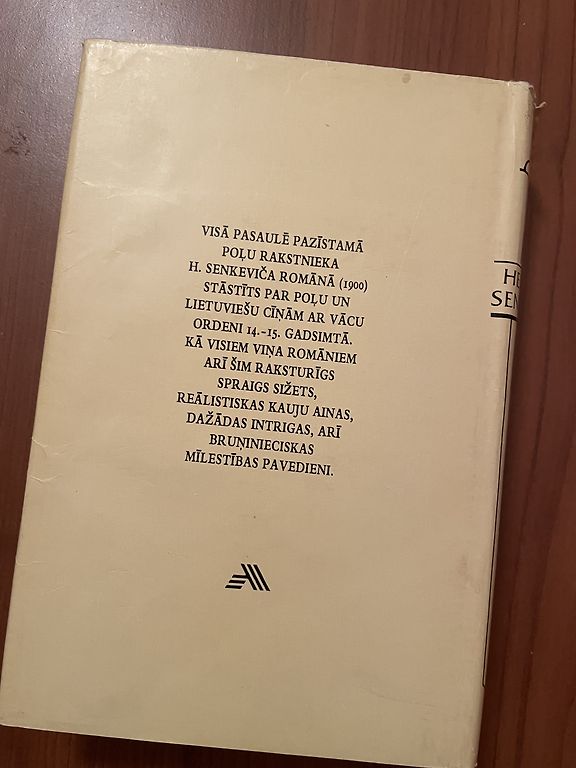 VISĀ PASAULĒ PAZĪSTAMĀ
POĻU RAKSTNIEKA
H. SENKEVIČA ROMĀNĀ (1900)
STĀSTĪTS PAR POĻU UN
LIETUVIEŠU CĪŅĀM AR VĀCU
ORDENI 14.-15. GADSIMTĀ.
KĀ VISIEM VIŅA ROMĀNIEM
ARĪ ŠIM RAKSTURĪGS
SPRAIGS SIŽETS,
REĀLISTISKAS KAUJU AINAS,
DAŽĀDAS INTRIGAS, ARĪ
BRUŅINIECISKAS
MĪLESTĪBAS PAVEDIENI.